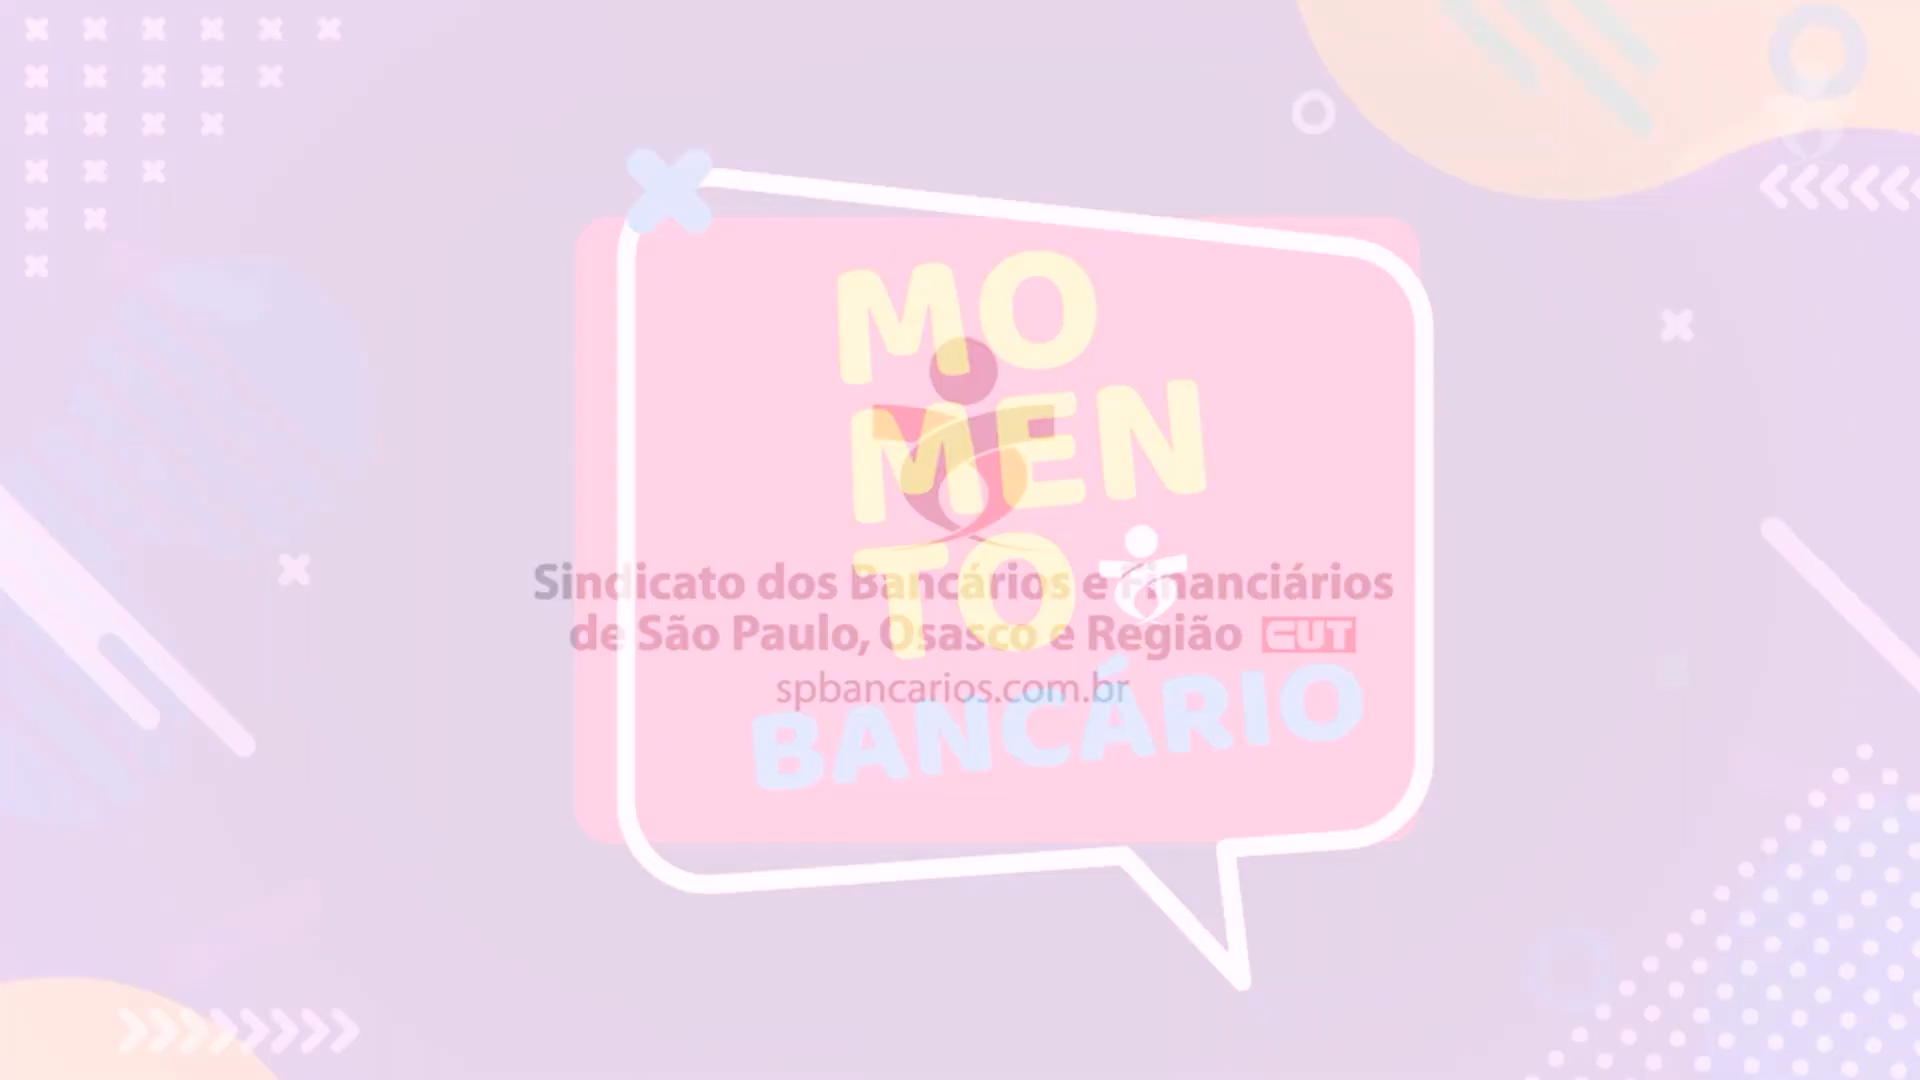 MO
MEN
TO
BANCÁRIO
Sindicato dos Bancários e Financiários
de São Paulo, Osasco e Região CUT
spbancarios.com.br